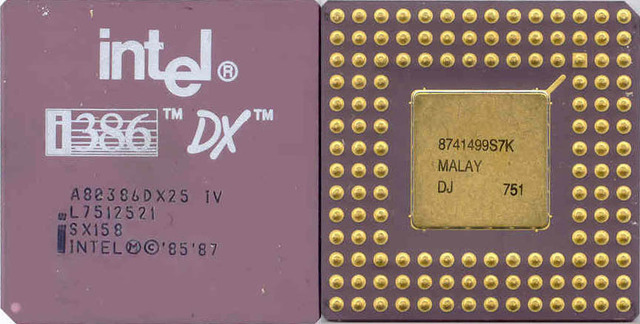 intel®
i386™ DX™
A80386DX25 IV
L7512521
SX158
INTEL Ⓜ © '85 '87
8741499S7K
MALAY
DJ 751